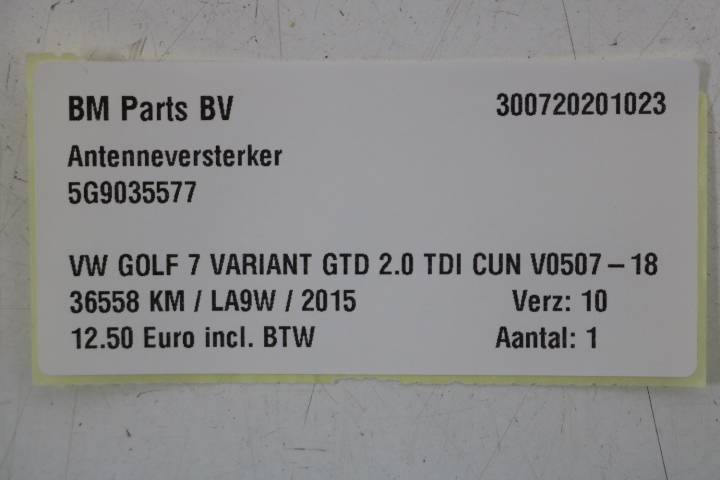 BM Parts BV 300720201023
Antenneversterker
5G9035577
VW GOLF 7 VARIANT GTD 2.0 TDI CUN V0507-18
36558 KM / LA9W / 2015 Verz: 10
12.50 Euro incl. BTW Aantal: 1